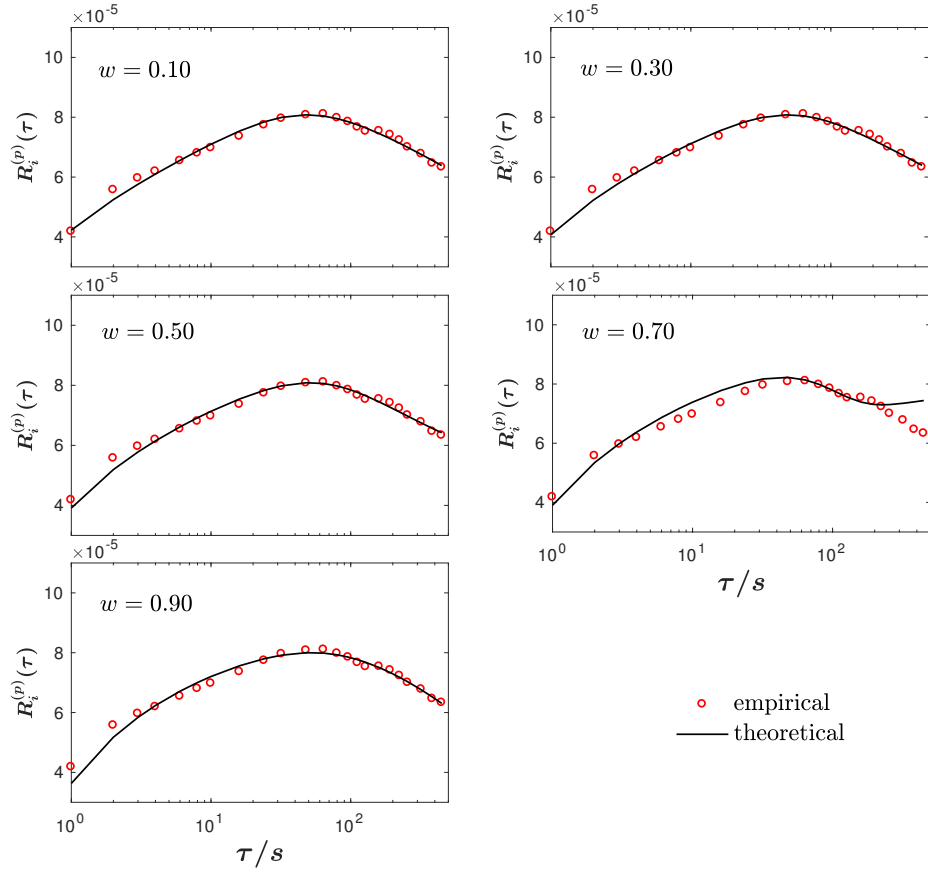 ×10⁻⁵
10
8
6
4
R_i^(p)(τ)
w = 0.10
×10⁻⁵
10
8
6
4
R_i^(p)(τ)
w = 0.30
×10⁻⁵
10
8
6
4
R_i^(p)(τ)
w = 0.50
×10⁻⁵
10
8
6
4
R_i^(p)(τ)
w = 0.70
10⁰ 10¹ 10²
τ/s
×10⁻⁵
10
8
6
4
R_i^(p)(τ)
w = 0.90
10⁰ 10¹ 10²
τ/s
empirical
theoretical